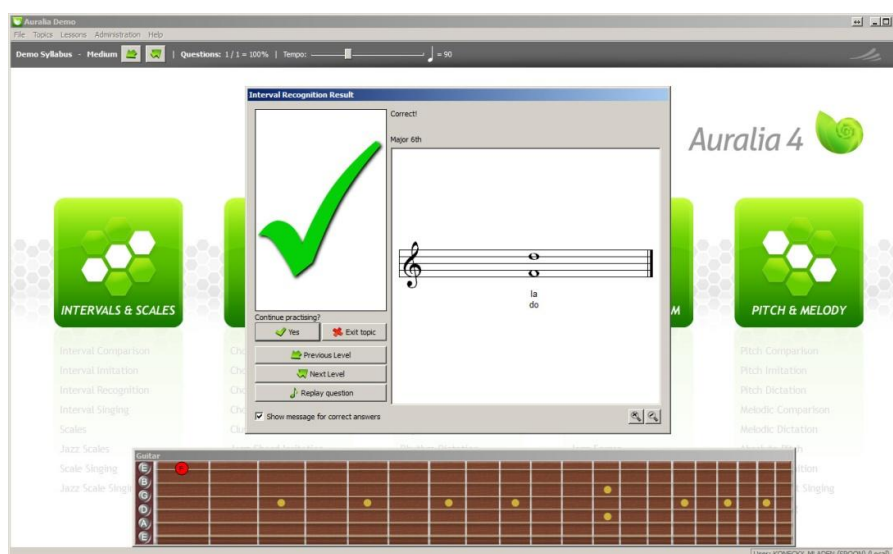 Auralia Demo
File Topics Lessons Administration Help
Demo Syllabus - Medium | Questions: 1 / 1 = 100% | Tempo: = 90
Interval Recognition Result
Correct!
Major 6th
Auralia 4
la
do
INTERVALS & SCALES
M
PITCH & MELODY
Continue practising?
Yes
Exit topic
Previous Level
Next Level
Replay question
Show message for correct answers
Interval Comparison
Interval Imitation
Interval Recognition
Interval Singing
Scales
Jazz Scales
Scale Singing
Jazz Scale Singing
Pitch Comparison
Pitch Imitation
Pitch Dictation
Melodic Comparison
Melodic Dictation
Guitar
E
B
G
D
A
E